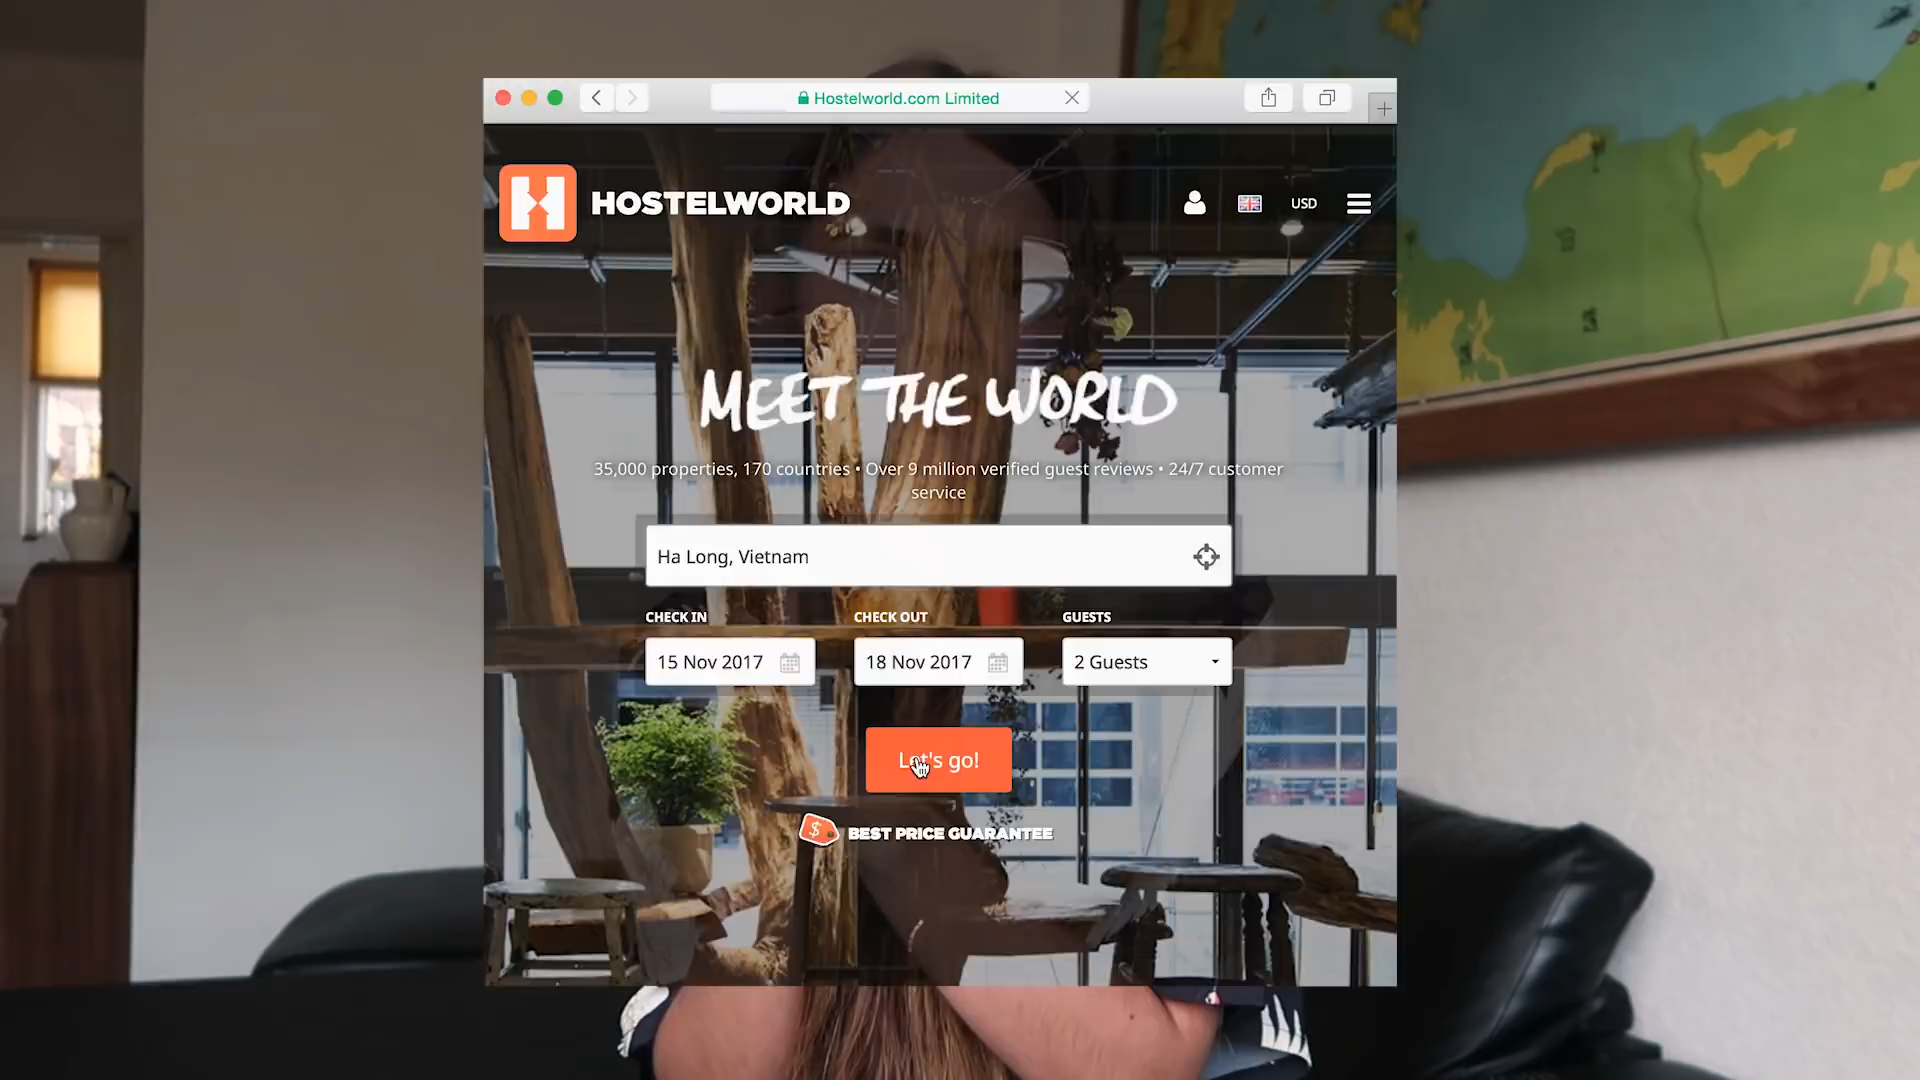 Hostelworld.com Limited
HOSTELWORLD
USD
MEET THE WORLD
35,000 properties, 170 countries • Over 9 million verified guest reviews • 24/7 customer
service
Ha Long, Vietnam
CHECK IN
CHECK OUT
GUESTS
15 Nov 2017
18 Nov 2017
2 Guests
Let's go!
BEST PRICE GUARANTEE